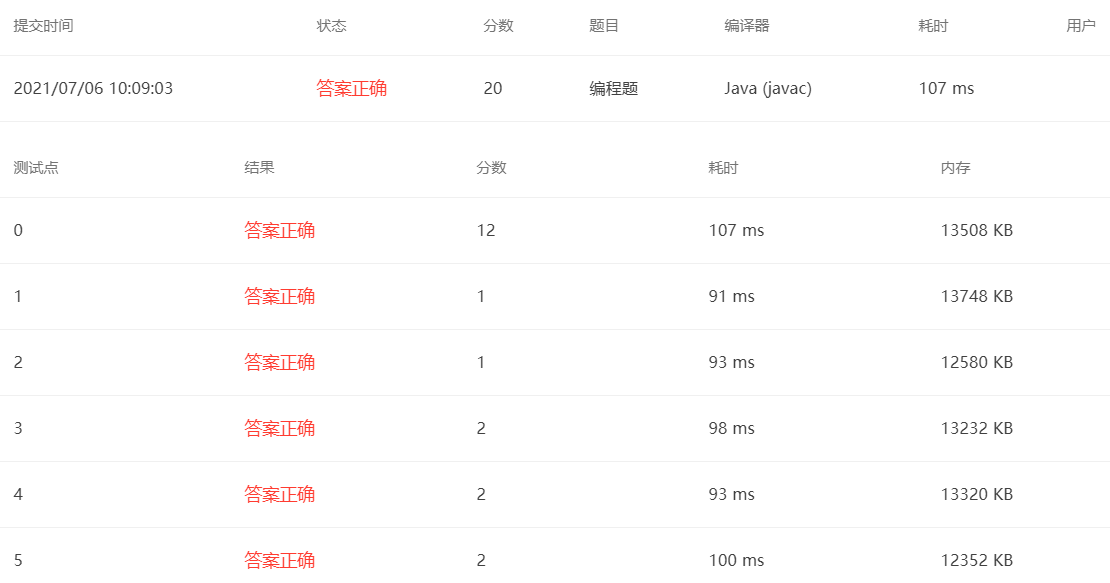 提交时间 状态 分数 题目 编译器 耗时 用户
2021/07/06 10:09:03 答案正确 20 编程题 Java (javac) 107 ms
测试点 结果 分数 耗时 内存
0 答案正确 12 107 ms 13508 KB
1 答案正确 1 91 ms 13748 KB
2 答案正确 1 93 ms 12580 KB
3 答案正确 2 98 ms 13232 KB
4 答案正确 2 93 ms 13320 KB
5 答案正确 2 100 ms 12352 KB